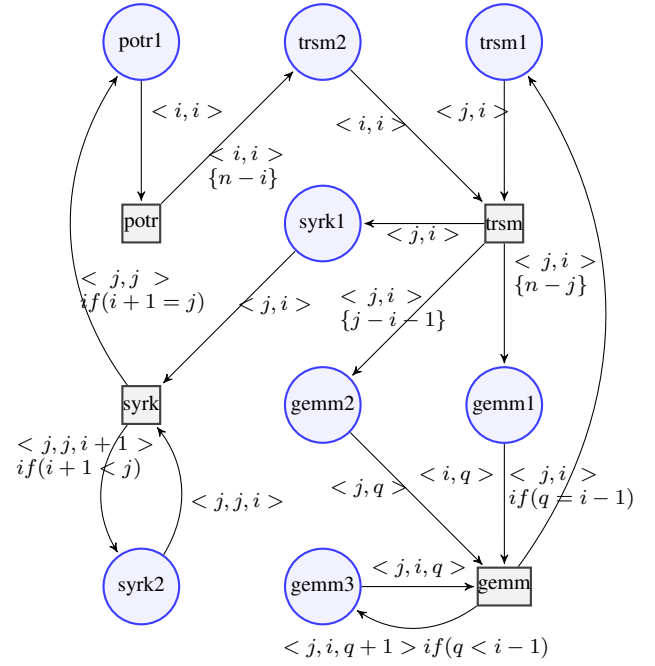 potr1
trsm2
trsm1
< i, i >
< i, i >
< j, i >
< i, i >
{n − i}
potr
syrk1
trsm
< j, i >
< j, i >
{n − j}
< j, j >
if(i + 1 = j)
< j, i >
< j, i >
{j − i − 1}
syrk
gemm2
gemm1
< j, j, i + 1 >
if(i + 1 < j)
< j, j, i >
< j, q >
< i, q >
< j, i >
if(q = i − 1)
syrk2
gemm3
< j, i, q >
gemm
< j, i, q + 1 > if(q < i − 1)